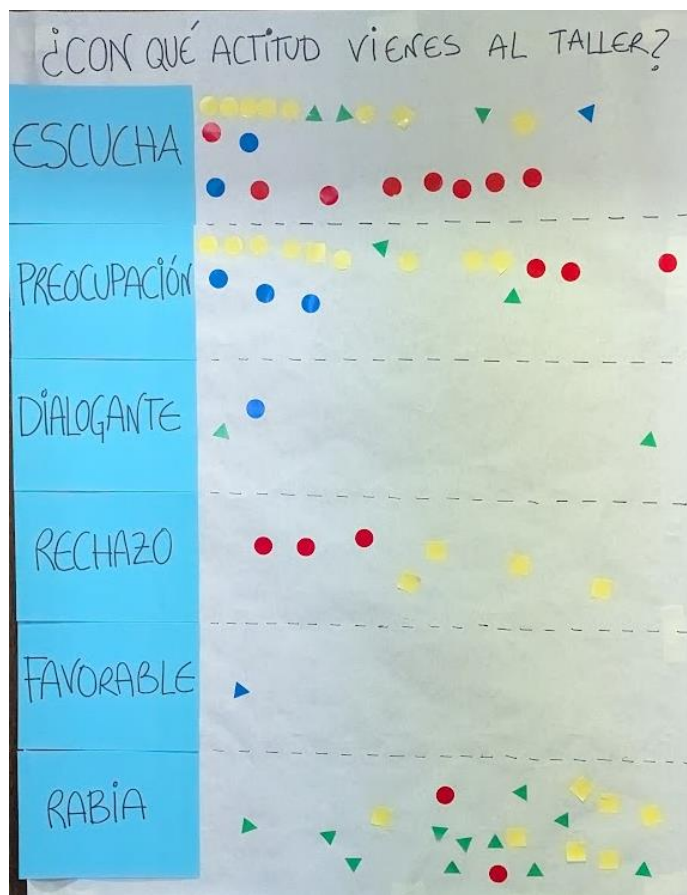 ¿CON QUÉ ACTITUD VIENES AL TALLER?
ESCUCHA
PREOCUPACIÓN
DIALOGANTE
RECHAZO
FAVORABLE
RABIA